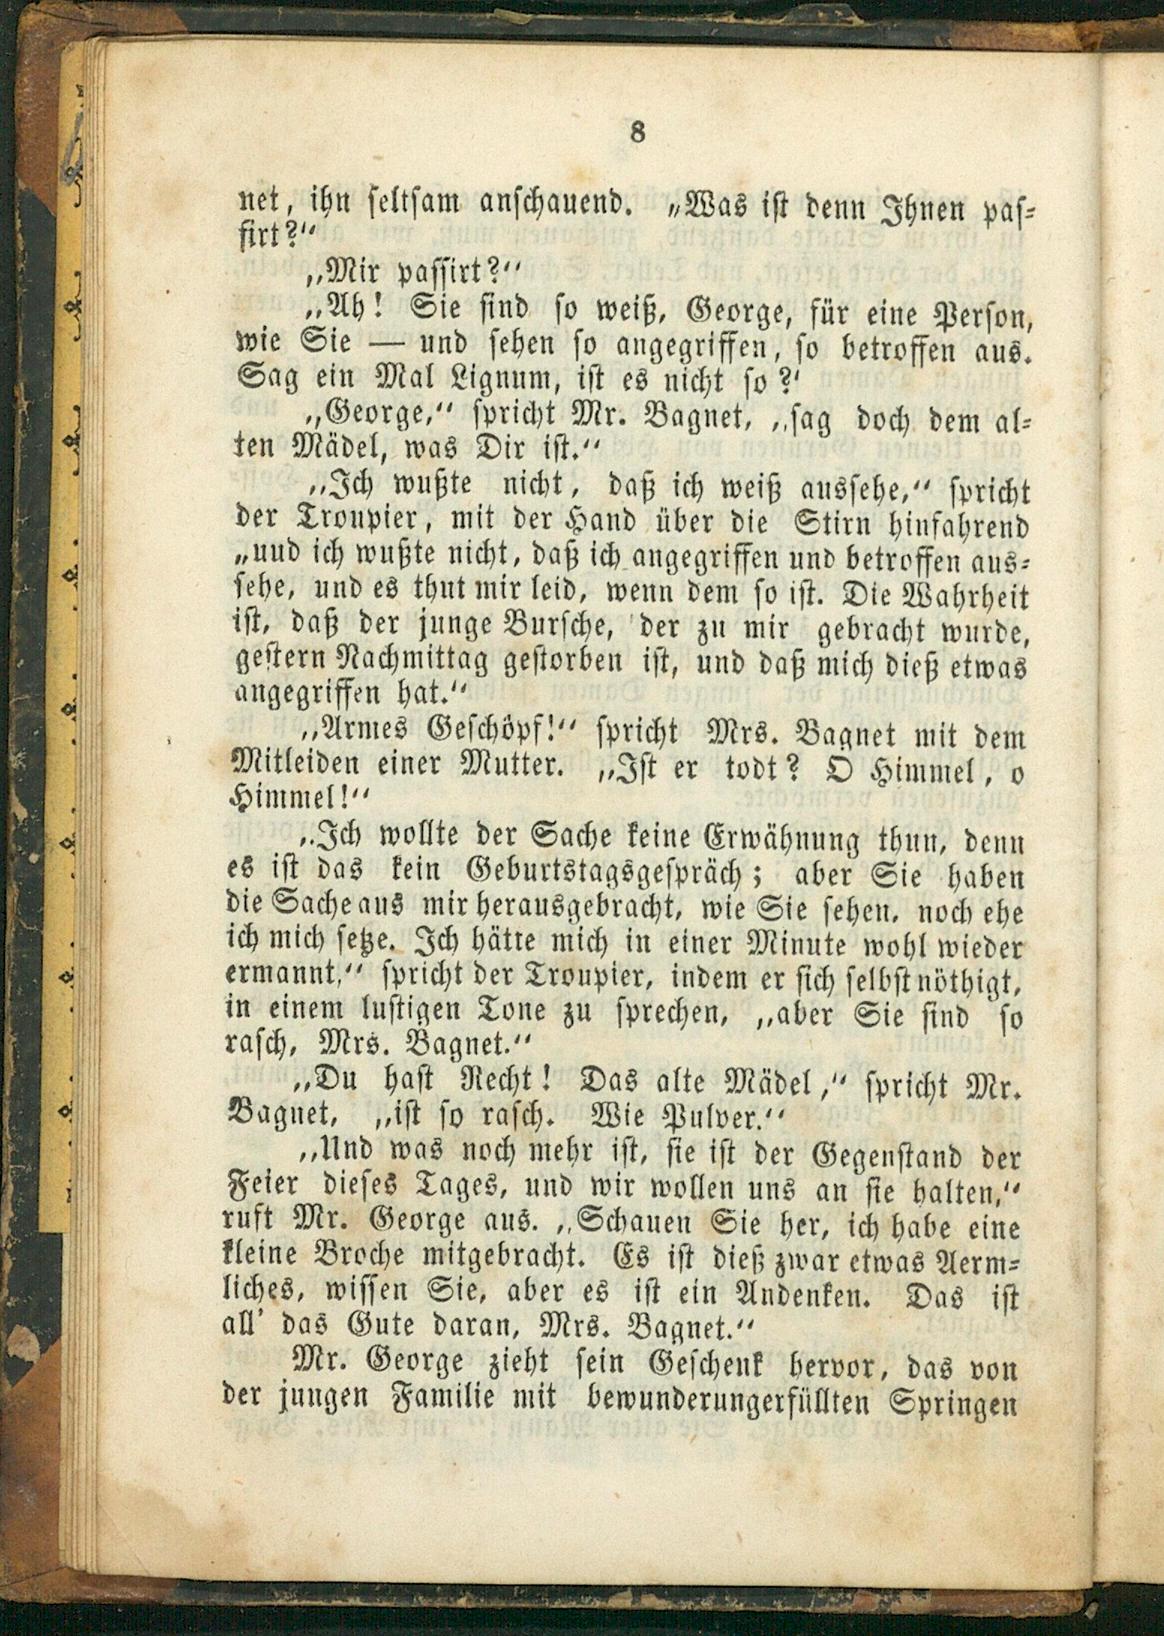 8
net, ihn seltsam anschauend. „Was ist denn Ihnen pas-
sirt?“
„Mir passirt?“
„Ah! Sie sind so weiß, George, für eine Person,
wie Sie — und sehen so angegriffen, so betroffen aus.
Sag ein Mal Lignum, ist es nicht so?‘
„George,“ spricht Mr. Bagnet, „sag doch dem al-
ten Mädel, was Dir ist.“
„Ich wußte nicht, daß ich weiß aussehe,“ spricht
der Troupier, mit der Hand über die Stirn hinfahrend
„uud ich wußte nicht, daß ich angegriffen und betroffen aus-
sehe, und es thut mir leid, wenn dem so ist. Die Wahrheit
ist, daß der junge Bursche, der zu mir gebracht wurde,
gestern Nachmittag gestorben ist, und daß mich dieß etwas
angegriffen hat.“
„Armes Geschöpf!“ spricht Mrs. Bagnet mit dem
Mitleiden einer Mutter. „Ist er todt? O Himmel, o
Himmel!“
„Ich wollte der Sache keine Erwähnung thun, denn
es ist das kein Geburtstagsgespräch; aber Sie haben
die Sache aus mir herausgebracht, wie Sie sehen, noch ehe
ich mich setze. Ich hätte mich in einer Minute wohl wieder
ermannt,“ spricht der Troupier, indem er sich selbst nöthigt,
in einem lustigen Tone zu sprechen, „aber Sie sind so
rasch, Mrs. Bagnet.“
„Du hast Recht! Das alte Mädel,“ spricht Mr.
Bagnet, „ist so rasch. Wie Pulver.“
„Und was noch mehr ist, sie ist der Gegenstand der
Feier dieses Tages, und wir wollen uns an sie halten,“
ruft Mr. George aus. „Schauen Sie her, ich habe eine
kleine Broche mitgebracht. Es ist dieß zwar etwas Aerm-
liches, wissen Sie, aber es ist ein Andenken. Das ist
all’ das Gute daran, Mrs. Bagnet.“
Mr. George zieht sein Geschenk hervor, das von
der jungen Familie mit bewunderungerfüllten Springen